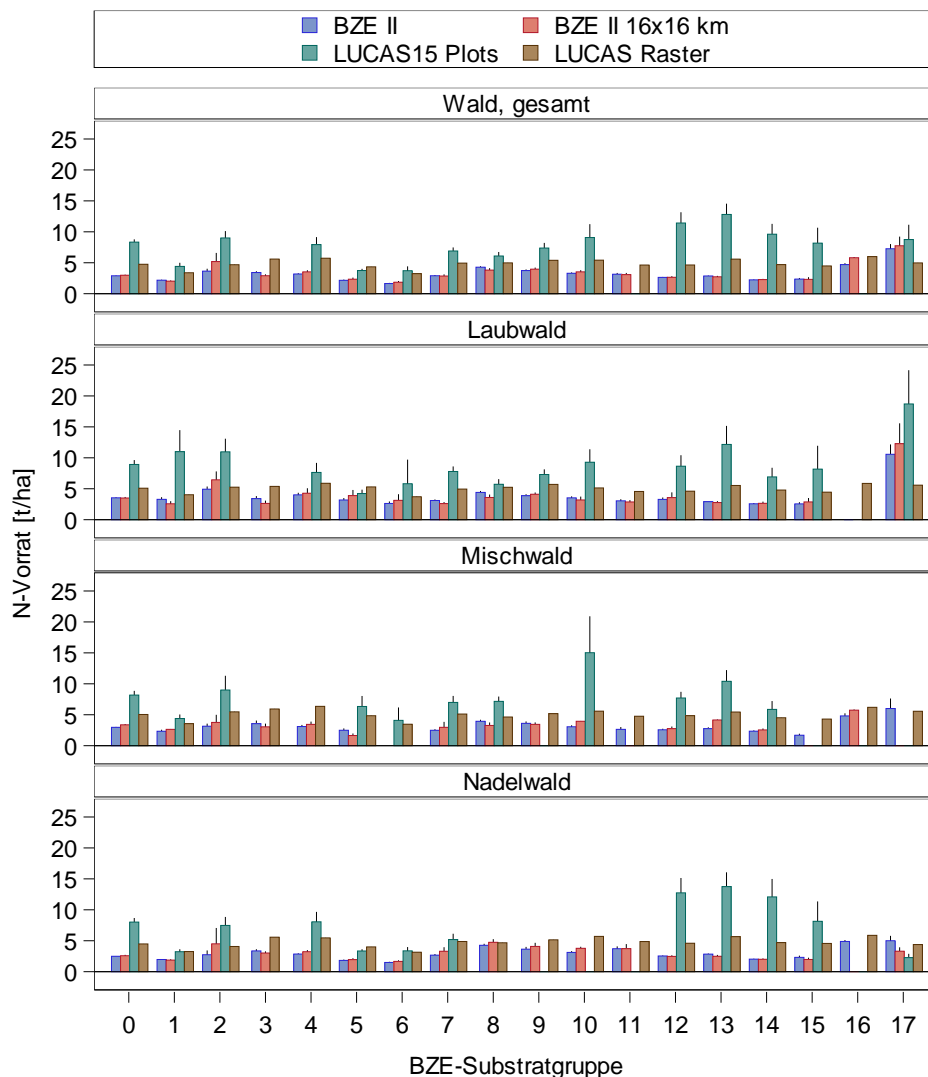 BZE II BZE II 16x16 km
LUCAS15 Plots LUCAS Raster
Wald, gesamt
25
20
15
10
5
0
Laubwald
25
20
15
10
5
0
N-Vorrat [t/ha]
Mischwald
25
20
15
10
5
0
Nadelwald
25
20
15
10
5
0
0 1 2 3 4 5 6 7 8 9 10 11 12 13 14 15 16 17
BZE-Substratgruppe